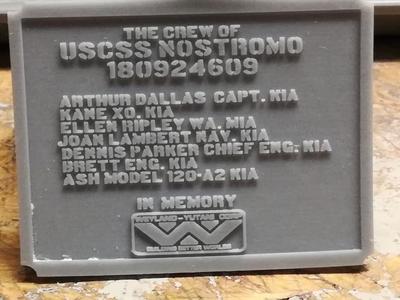 THE CREW OF
USCSS NOSTROMO
180924609
ARTHUR DALLAS CAPT. KIA
KANE XO. KIA
ELLEN RIPLEY WA. MIA
JOAN LAMBERT NAV. KIA
DENNIS PARKER CHIEF ENG. KIA
BRETT ENG. KIA
ASH MODEL 120-A2 KIA
IN MEMORY
WEYLAND-YUTANI CORP
BUILDING BETTER WORLDS